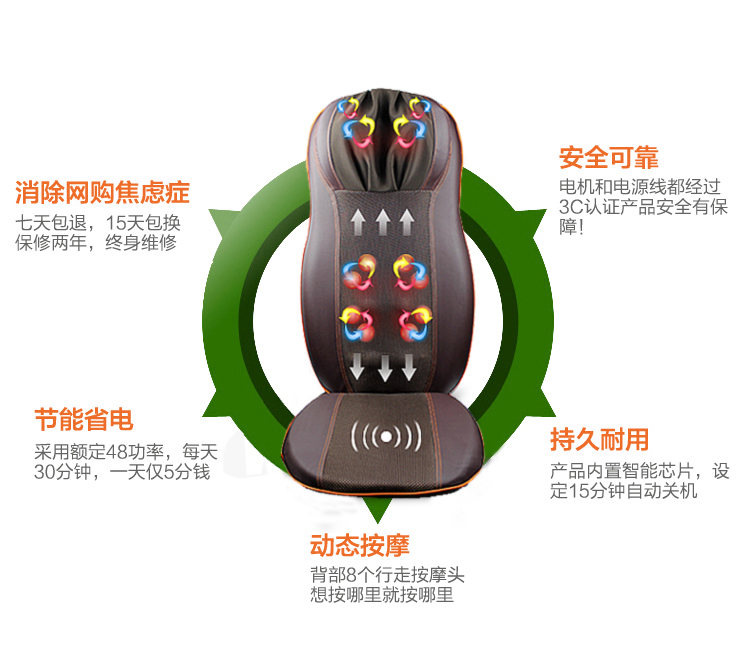 消除网购焦虑症
七天包退，15天包换
保修两年，终身维修
安全可靠
电机和电源线都经过
3C认证产品安全有保
障！
节能省电
采用额定48功率，每天
30分钟，一天仅5分钱
持久耐用
产品内置智能芯片，设
定15分钟自动关机
动态按摩
背部8个行走按摩头
想按哪里就按哪里